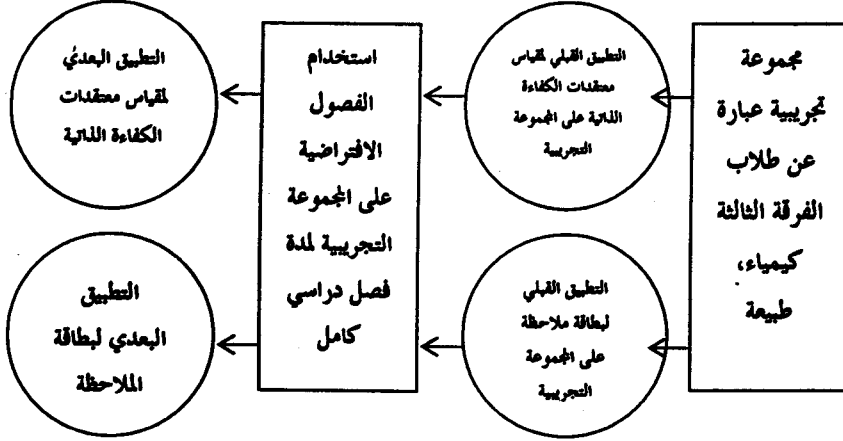 مجموعة
تجريبية عبارة
عن طلاب
الفرقة الثالثة
كيمياء،
طبيعة
التطبيق القبلي لمقياس
معتقدات الكفاءة
الذاتية على المجموعة
التجريبية
التطبيق القبلي
لبطاقة ملاحظة
على المجموعة
التجريبية
استخدام
الفصول
الافتراضية
على المجموعة
التجريبية لمدة
فصل دراسي
كامل
التطبيق البعدي
لمقياس معتقدات
الكفاءة الذاتية
التطبيق
البعدي لبطاقة
الملاحظة